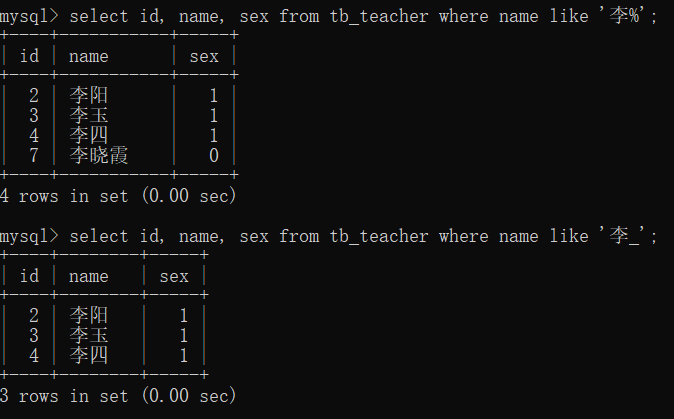 mysql> select id, name, sex from tb_teacher where name like '李%';
+----+-----------+-----+
| id | name      | sex |
+----+-----------+-----+
|  2 | 李阳      |   1 |
|  3 | 李玉      |   1 |
|  4 | 李四      |   1 |
|  7 | 李晓霞    |   0 |
+----+-----------+-----+
4 rows in set (0.00 sec)
mysql> select id, name, sex from tb_teacher where name like '李_';
+----+--------+-----+
| id | name   | sex |
+----+--------+-----+
|  2 | 李阳   |   1 |
|  3 | 李玉   |   1 |
|  4 | 李四   |   1 |
+----+--------+-----+
3 rows in set (0.00 sec)